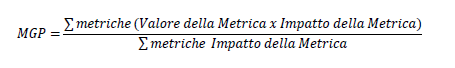 MGP = ∑ metriche (Valore della Metrica x Impatto della Metrica)
∑ metriche Impatto della Metrica